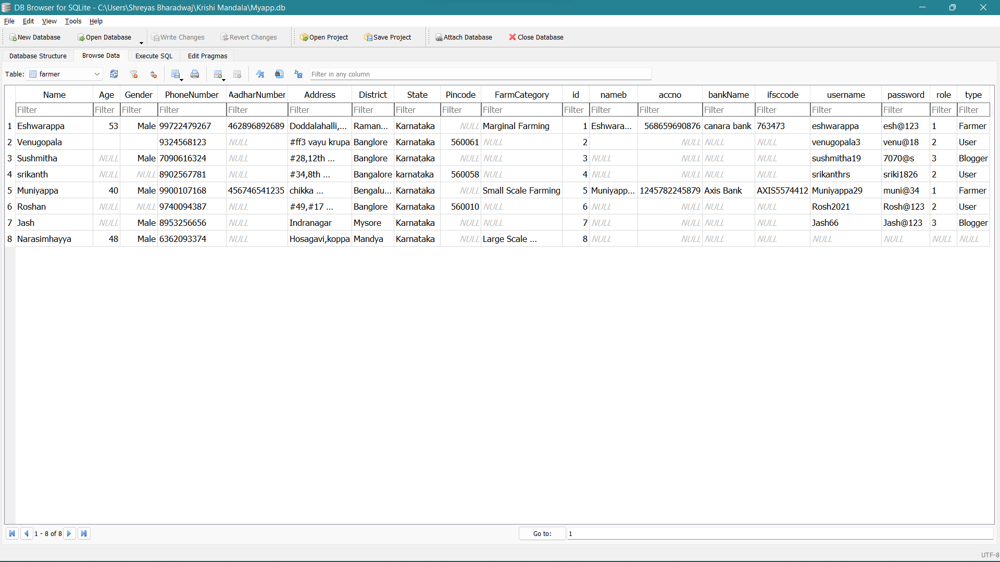 DB Browser for SQLite - C:\Users\Shreyas Bharadwaj\Krishi Mandala\Myapp.db
File Edit View Tools Help
New Database Open Database Write Changes Revert Changes Open Project Save Project Attach Database Close Database
Database Structure Browse Data Execute SQL Edit Pragmas
Table: farmer Filter in any column
Name Age Gender PhoneNumber AadharNumber Address District State Pincode FarmCategory id nameb accno bankName ifsccode username password role type
Filter Filter Filter Filter Filter Filter Filter Filter Filter Filter Filter Filter Filter Filter Filter Filter Filter Filter Filter
1 Eshwarappa 53 Male 99722479267 462896892689 Doddalahalli,... Raman... Karnataka NULL Marginal Farming 1 Eshwara... 568659690876 canara bank 763473 eshwarappa esh@123 1 Farmer
2 Venugopala 9324568123 NULL #ff3 vayu krupa Banglore Karnataka 560061 NULL 2 NULL NULL NULL venugopala3 venu@18 2 User
3 Sushmitha NULL Male 7090616324 NULL #28,12th ... Banglore Karnataka NULL NULL 3 NULL NULL NULL NULL sushmitha19 7070@s 3 Blogger
4 srikanth NULL NULL 8902567781 NULL #34,8th ... Bangalore karnataka 560058 NULL 4 NULL NULL NULL NULL srikanthrs sriki1826 2 User
5 Muniyappa 40 Male 9900107168 456746541235 chikka ... Bengalu... Karnataka NULL Small Scale Farming 5 Muniyapp... 1245782245879 Axis Bank AXIS5574412 Muniyappa29 muni@34 1 Farmer
6 Roshan NULL NULL 9740094387 NULL #49,#17 ... Banglore Karnataka 560010 NULL 6 NULL NULL NULL NULL Rosh2021 Rosh@123 2 User
7 Jash NULL Male 8953256656 NULL Indranagar Mysore Karnataka NULL NULL 7 NULL NULL NULL NULL Jash66 Jash@123 3 Blogger
8 Narasimhayya 48 Male 6362093374 NULL Hosagavi,koppa Mandya Karnataka NULL Large Scale ... 8 NULL NULL NULL NULL NULL NULL NULL NULL
1 - 8 of 8 Go to: 1
UTF-8